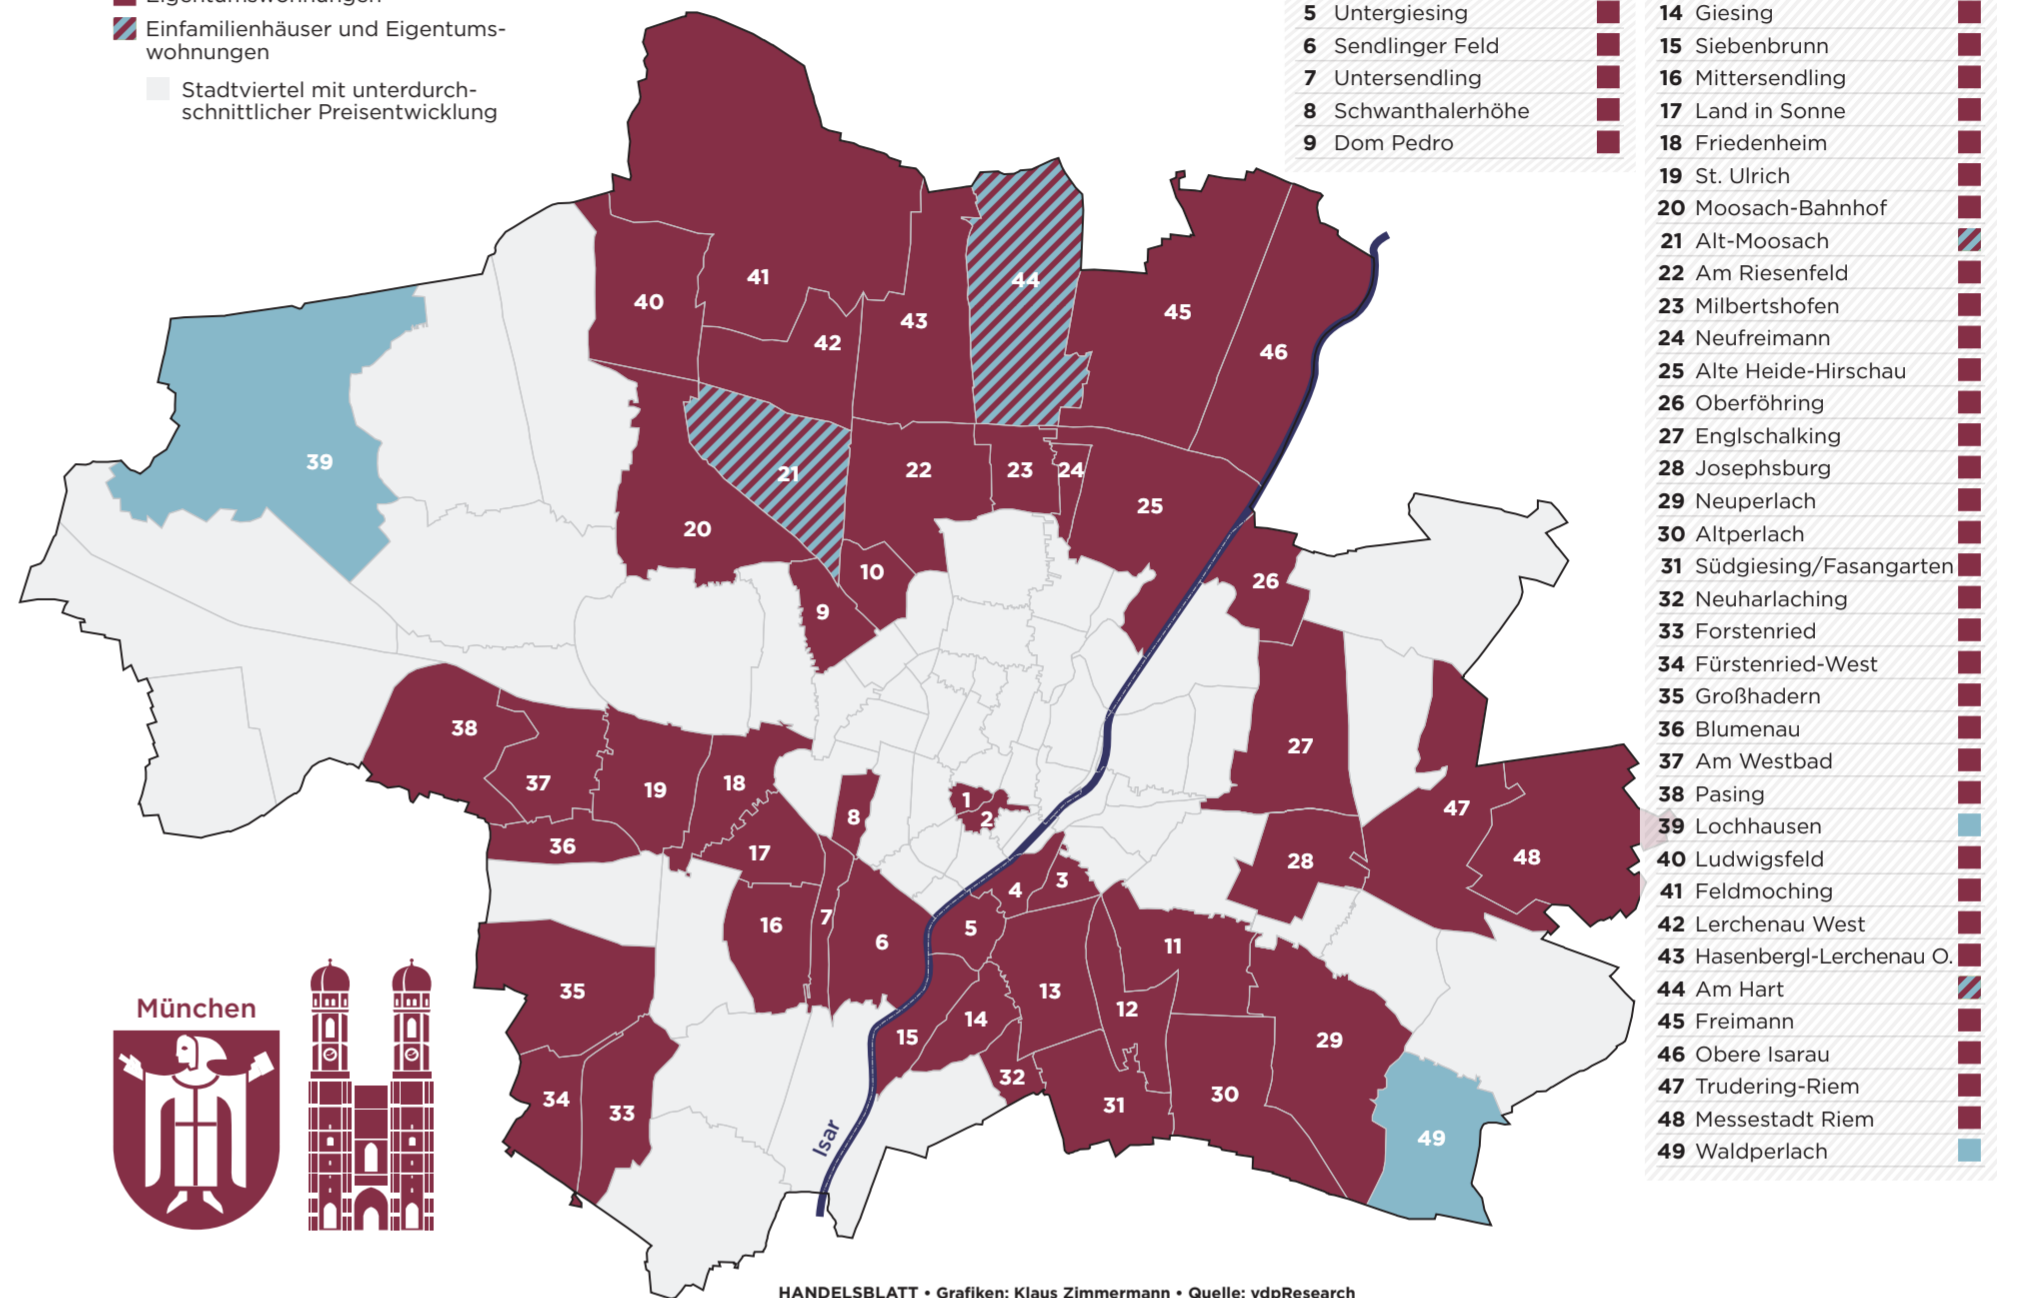 Eigentumswohnungen
Einfamilienhäuser und Eigentums-
wohnungen
Stadtviertel mit unterdurch-
schnittlicher Preisentwicklung
5 Untergiesing
6 Sendlinger Feld
7 Untersendling
8 Schwanthalerhöhe
9 Dom Pedro
14 Giesing
15 Siebenbrunn
16 Mittersendling
17 Land in Sonne
18 Friedenheim
19 St. Ulrich
20 Moosach-Bahnhof
21 Alt-Moosach
22 Am Riesenfeld
23 Milbertshofen
24 Neufreimann
25 Alte Heide-Hirschau
26 Oberföhring
27 Englschalking
28 Josephsburg
29 Neuperlach
30 Altperlach
31 Südgiesing/Fasangarten
32 Neuharlaching
33 Forstenried
34 Fürstenried-West
35 Großhadern
36 Blumenau
37 Am Westbad
38 Pasing
39 Lochhausen
40 Ludwigsfeld
41 Feldmoching
42 Lerchenau West
43 Hasenbergl-Lerchenau O.
44 Am Hart
45 Freimann
46 Obere Isarau
47 Trudering-Riem
48 Messestadt Riem
49 Waldperlach
41
44
40
43
45
42
46
39
22
23
24
21
25
20
10
26
9
38
27
37
19
18
1
47
8
2
36
17
48
28
3
4
16
7
5
6
11
35
13
12
14
15
29
32
34
33
31
30
49
Isar
München
HANDELSBLATT • Grafiken: Klaus Zimmermann • Quelle: vdpResearch